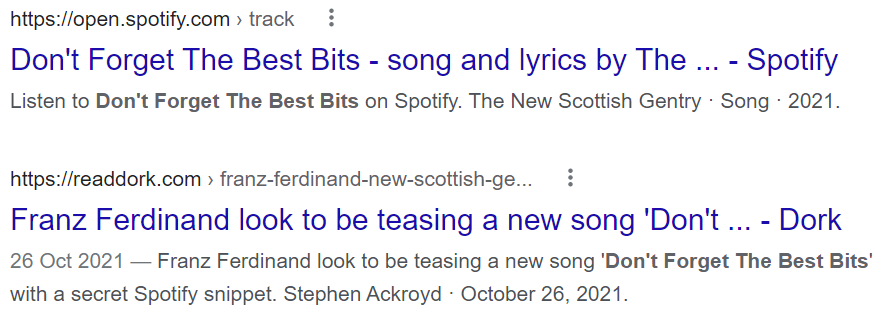 https://open.spotify.com › track
Don't Forget The Best Bits - song and lyrics by The ... - Spotify
Listen to Don't Forget The Best Bits on Spotify. The New Scottish Gentry · Song · 2021.
https://readdork.com › franz-ferdinand-new-scottish-ge...
Franz Ferdinand look to be teasing a new song 'Don't ... - Dork
26 Oct 2021 — Franz Ferdinand look to be teasing a new song 'Don't Forget The Best Bits'
with a secret Spotify snippet. Stephen Ackroyd · October 26, 2021.